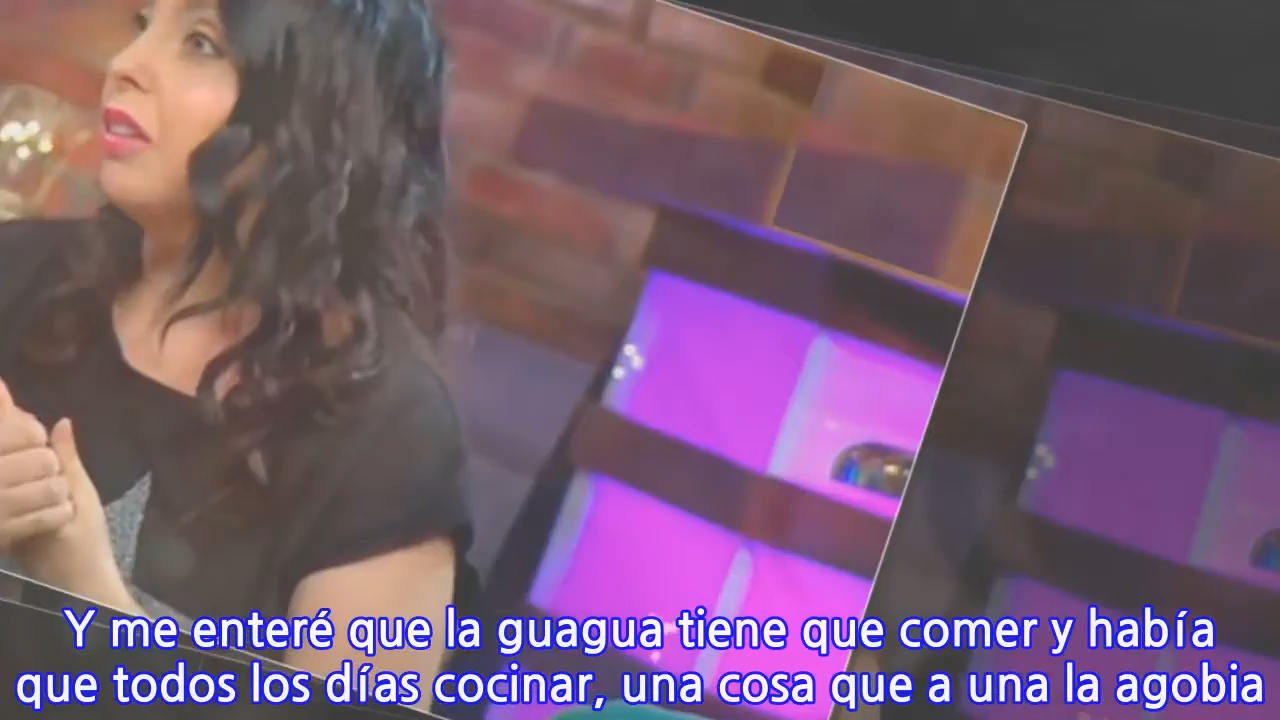 Y me enteré que la guagua tiene que comer y había
que todos los días cocinar, una cosa que a una la agobia